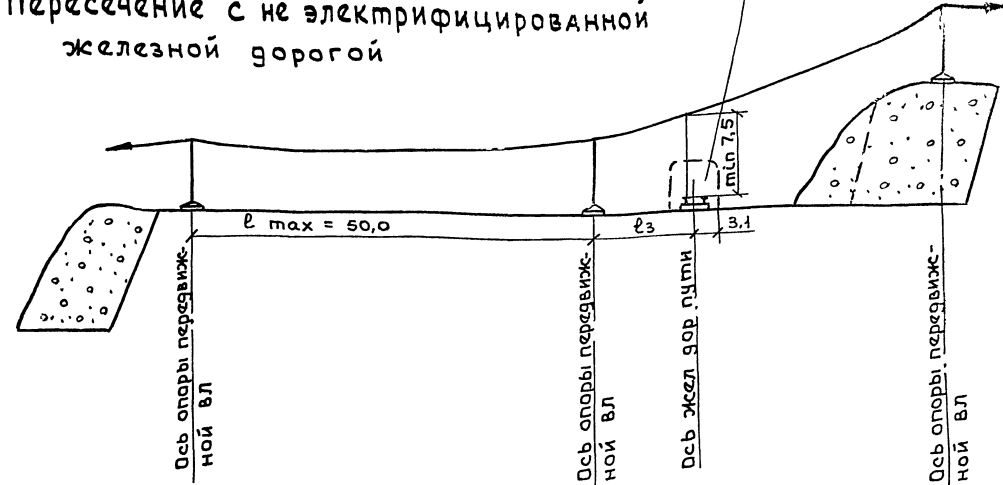 Пересечение с не электрифицированной
железной дорогой
min 7,5
l max = 50,0
l3
3,1
Ось опоры передвиж-
ной вл
Ось опоры передвиж-
ной вл
Ось жел дор пути
Ось опоры передвиж-
ной вл